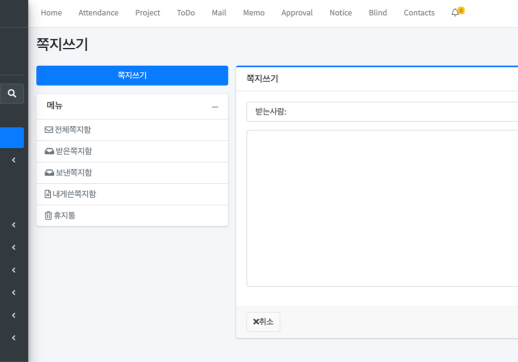 Home Attendance Project ToDo Mail Memo Approval Notice Blind Contacts
쪽지쓰기
쪽지쓰기
메뉴
전체쪽지함
받은쪽지함
보낸쪽지함
내게쓴쪽지함
휴지통
쪽지쓰기
받는사람:
취소